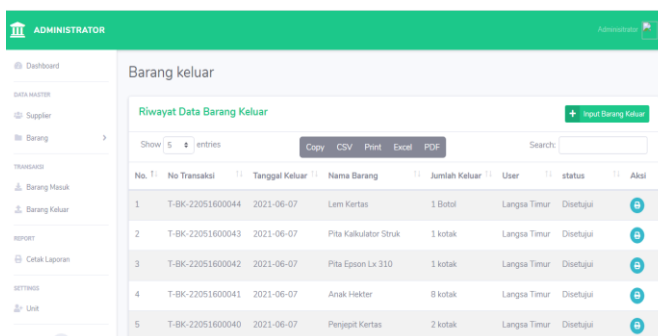 ADMINISTRATOR
Administrator
Dashboard
DATA MASTER
Supplier
Barang
TRANSAKSI
Barang Masuk
Barang Keluar
REPORT
Cetak Laporan
SETTINGS
Unit
Barang keluar
Riwayat Data Barang Keluar
+ Input Barang Keluar
Show 5 entries
Copy CSV Print Excel PDF
Search:
No. No Transaksi Tanggal Keluar Nama Barang Jumlah Keluar User status Aksi
1 T-BK-22051600044 2021-06-07 Lem Kertas 1 Botol Langsa Timur Disetujui
2 T-BK-22051600043 2021-06-07 Pita Kalkulator Struk 1 kotak Langsa Timur Disetujui
3 T-BK-22051600042 2021-06-07 Pita Epson Lx 310 1 kotak Langsa Timur Disetujui
4 T-BK-22051600041 2021-06-07 Anak Hekter 8 kotak Langsa Timur Disetujui
5 T-BK-22051600040 2021-06-07 Penjepit Kertas 2 kotak Langsa Timur Disetujui